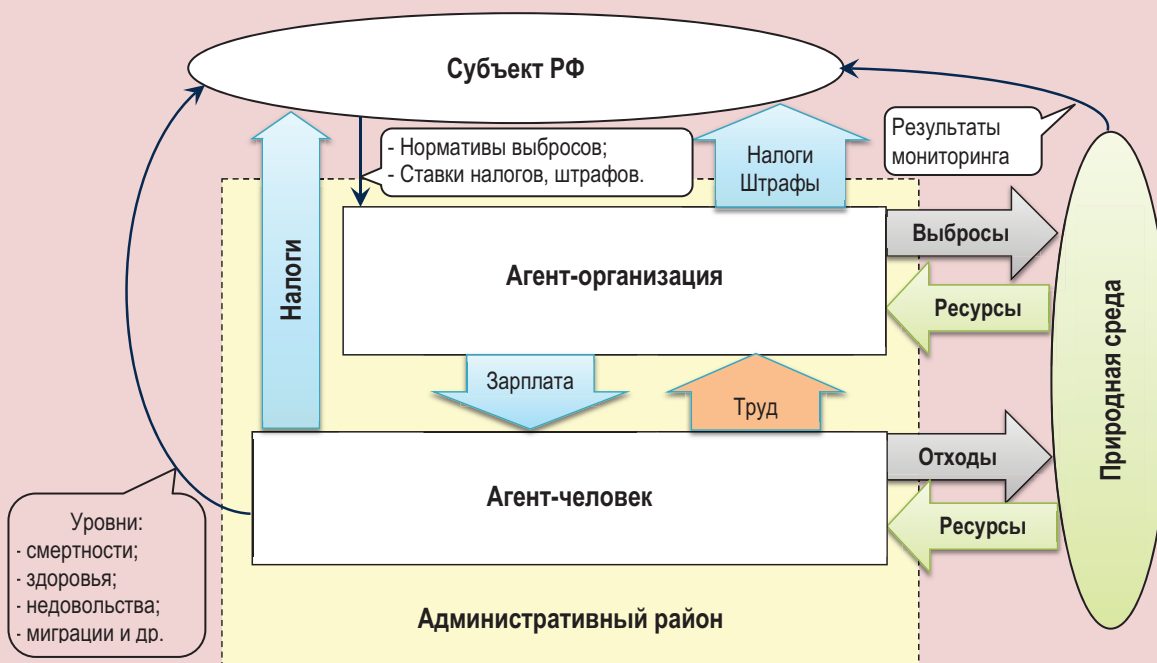 Субъект РФ
- Нормативы выбросов;
- Ставки налогов, штрафов.
Налоги
Штрафы
Результаты
мониторинга
Налоги
Агент-организация
Выбросы
Ресурсы
Природная среда
Зарплата
Труд
Агент-человек
Отходы
Ресурсы
Уровни:
- смертности;
- здоровья;
- недовольства;
- миграции и др.
Административный район